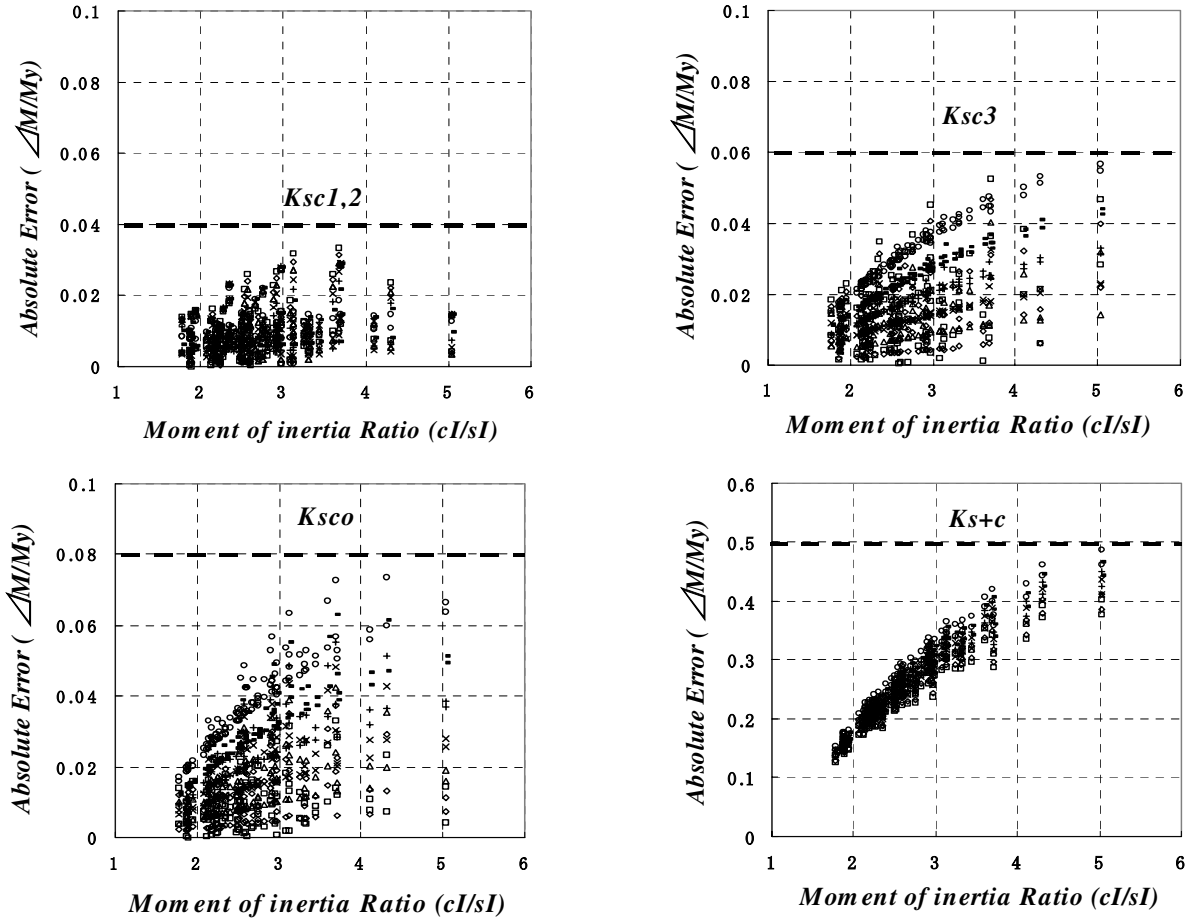 0.1
0.08
0.06
0.04
0.02
0
Absolute Error ( ⊿M/My)
Ksc1,2
1 2 3 4 5 6
Moment of inertia Ratio (cI/sI)
0.1
0.08
0.06
0.04
0.02
0
Absolute Error ( ⊿M/My)
Ksc3
1 2 3 4 5 6
Moment of inertia Ratio (cI/sI)
0.1
0.08
0.06
0.04
0.02
0
Absolute Error ( ⊿M/My)
Ksco
1 2 3 4 5 6
Moment of inertia Ratio (cI/sI)
0.6
0.5
0.4
0.3
0.2
0.1
0
Absolute Error ( ⊿M/My)
Ks+c
1 2 3 4 5 6
Moment of inertia Ratio (cI/sI)